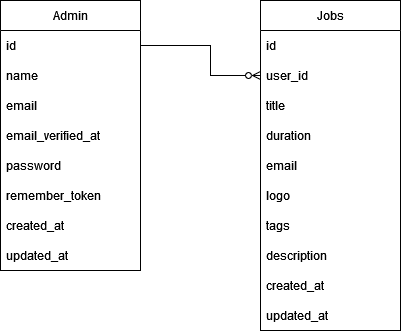 Admin
id
name
email
email_verified_at
password
remember_token
created_at
updated_at
Jobs
id
user_id
title
duration
email
logo
tags
description
created_at
updated_at